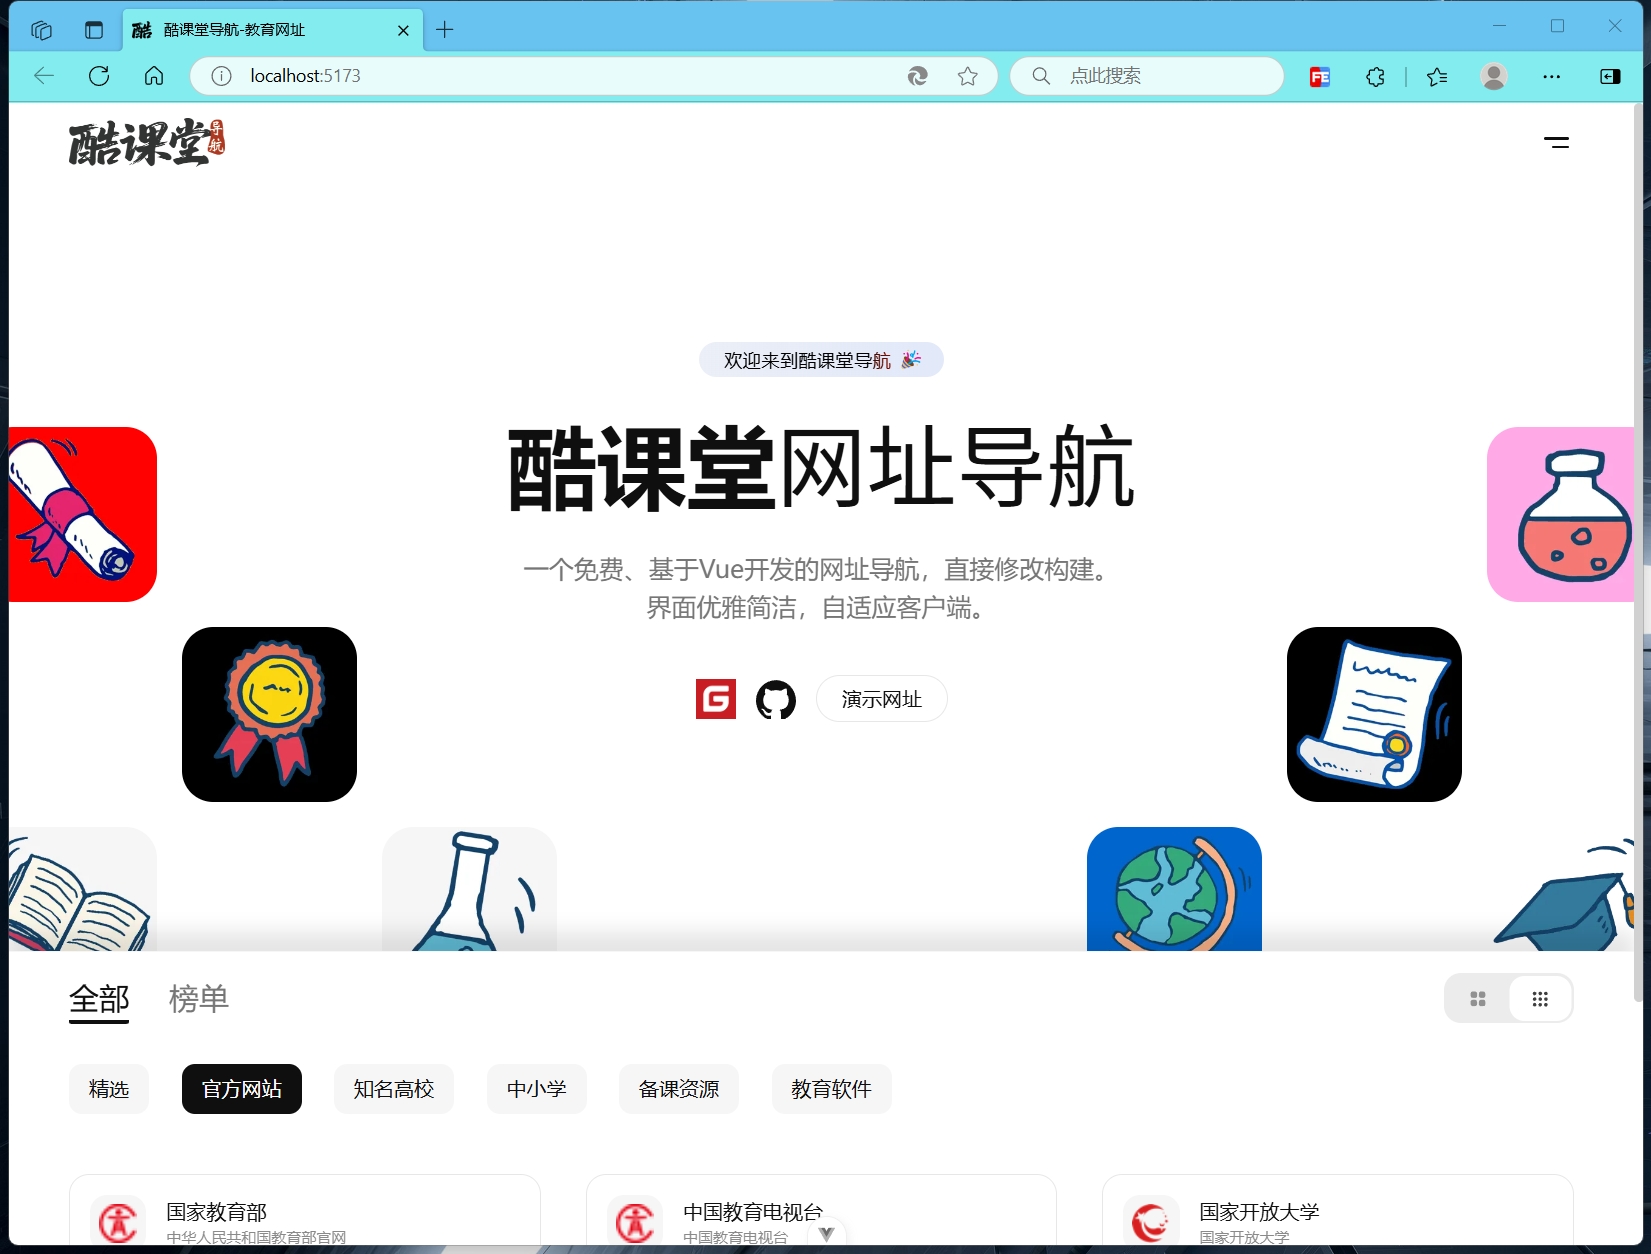 酷 酷课堂导航-教育网址
localhost:5173
点此搜索
FE
酷课堂导航
欢迎来到酷课堂导航 🎉
酷课堂网址导航
一个免费、基于Vue开发的网址导航，直接修改构建。
界面优雅简洁，自适应客户端。
G
演示网址
全部 榜单
精选 官方网站 知名高校 中小学 备课资源 教育软件
国家教育部
中华人民共和国教育部官网
中国教育电视台
中国教育电视台
国家开放大学
国家开放大学